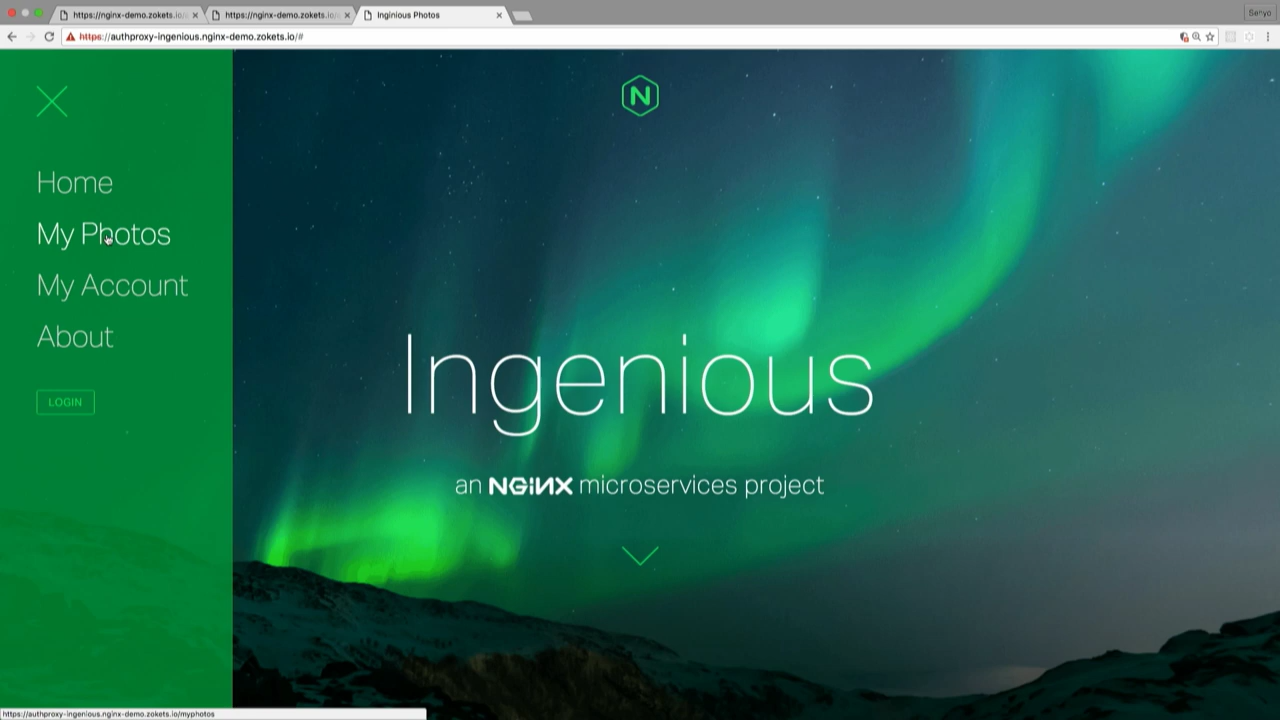 https://nginx-demo.zokets.io/
https://nginx-demo.zokets.io/
Inginious Photos
Senyo
https://authproxy-ingenious.nginx-demo.zokets.io/#
N
Home
My Photos
My Account
About
LOGIN
Ingenious
an NGINX microservices project
https://authproxy-ingenious.nginx-demo.zokets.io/myphotos